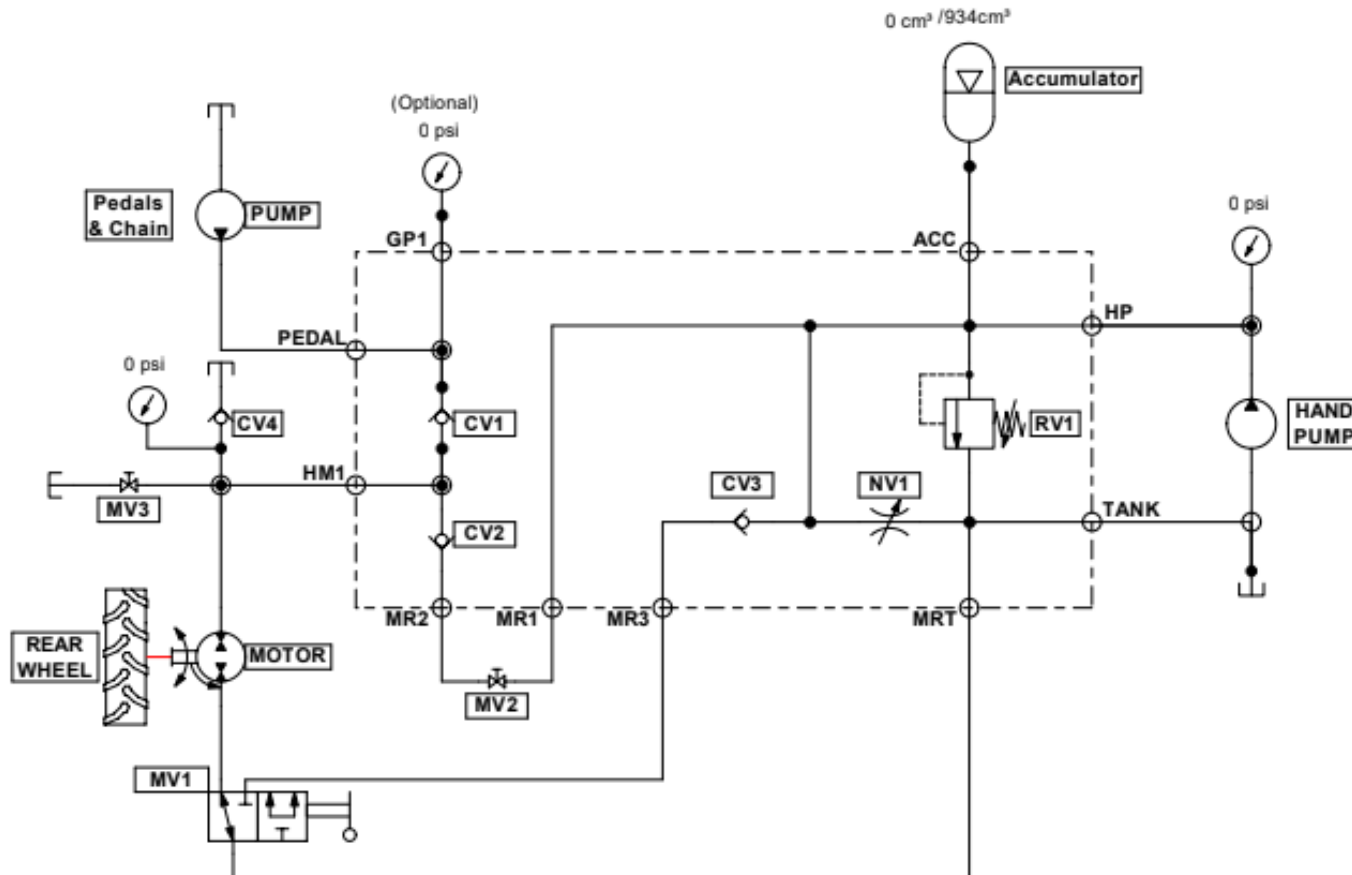 0 cm³ /934cm³
Accumulator
(Optional)
0 psi
Pedals
& Chain
PUMP
0 psi
GP1
ACC
HP
PEDAL
0 psi
CV4
CV1
RV1
HAND
PUMP
HM1
CV3
NV1
MV3
TANK
CV2
MR2
MR1
MR3
MRT
REAR
WHEEL
MOTOR
MV2
MV1